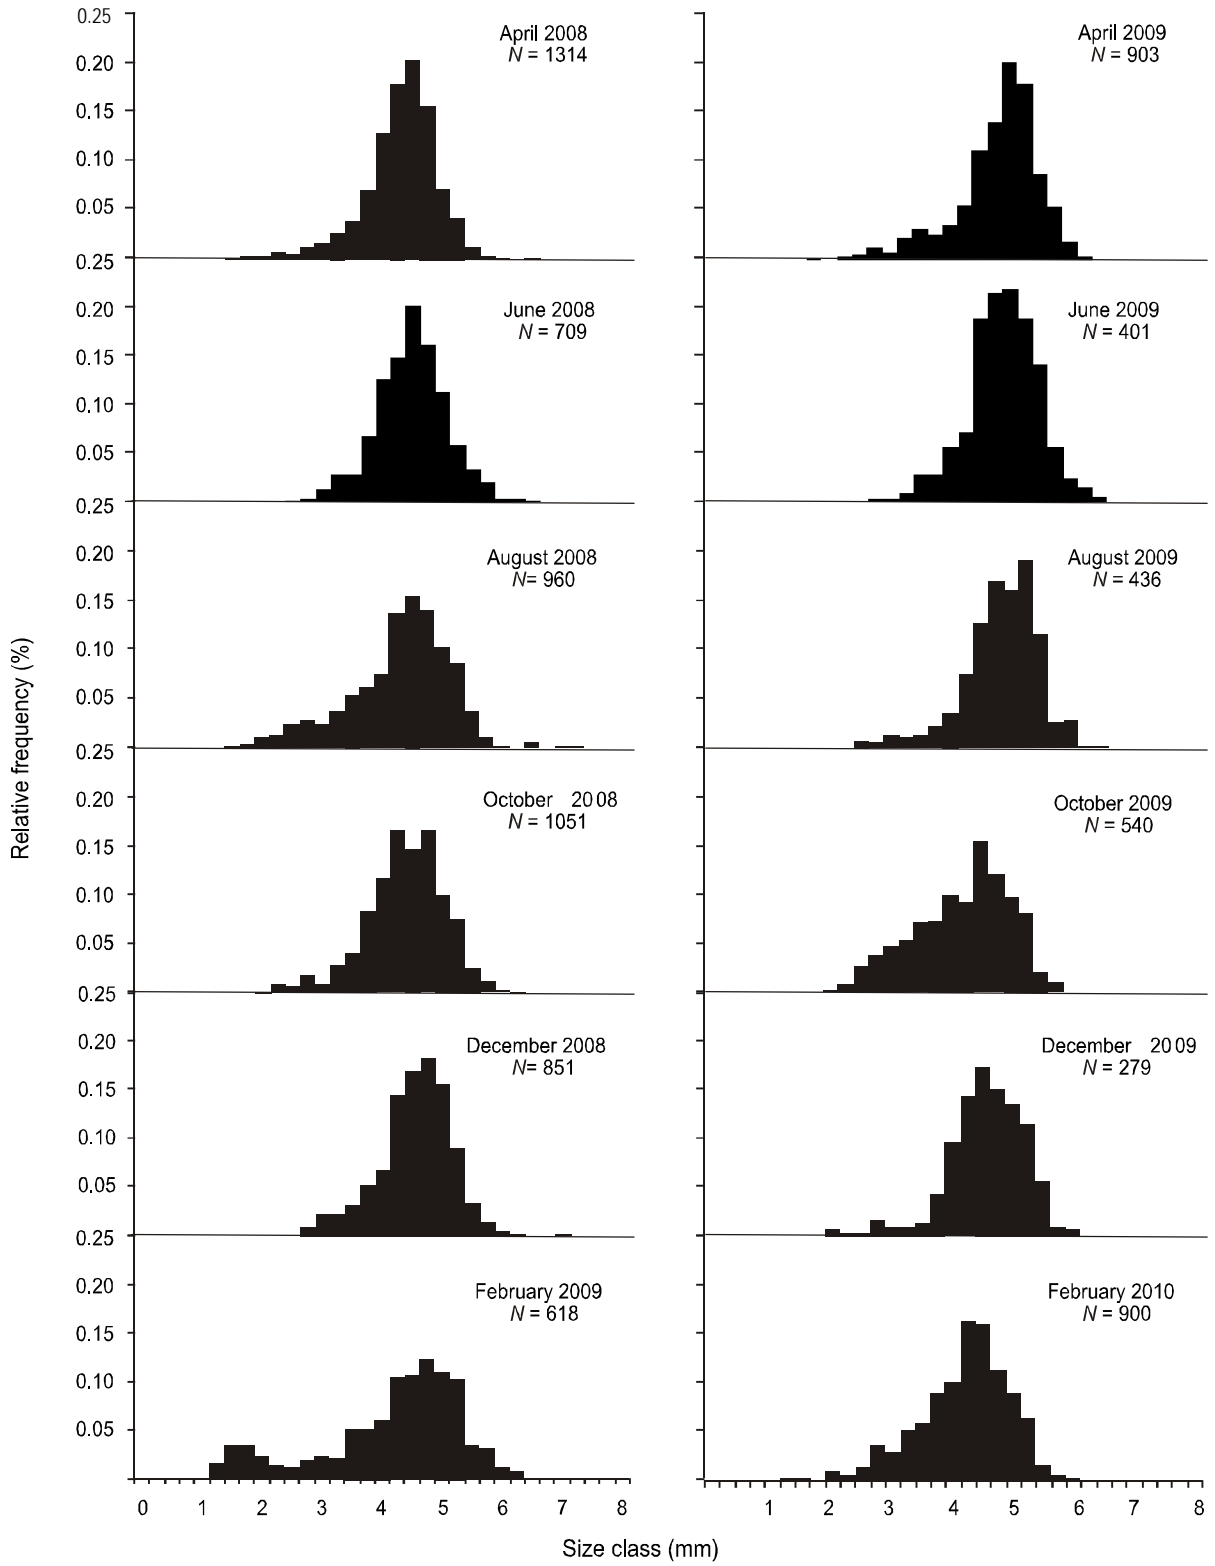 0.25
April 2008
N = 1314
0.20
0.15
0.10
0.05
0.25
June 2008
N = 709
0.20
0.15
0.10
0.05
0.25
August 2008
N= 960
0.20
0.15
0.10
0.05
0.25
October 2008
N = 1051
0.20
0.15
0.10
0.05
0.25
December 2008
N= 851
0.20
0.15
0.10
0.05
0.25
February 2009
N = 618
0.20
0.15
0.10
0.05
0 1 2 3 4 5 6 7 8
April 2009
N = 903
June 2009
N = 401
August 2009
N = 436
October 2009
N = 540
December 2009
N = 279
February 2010
N = 900
1 2 3 4 5 6 7 8
Relative frequency (%)
Size class (mm)